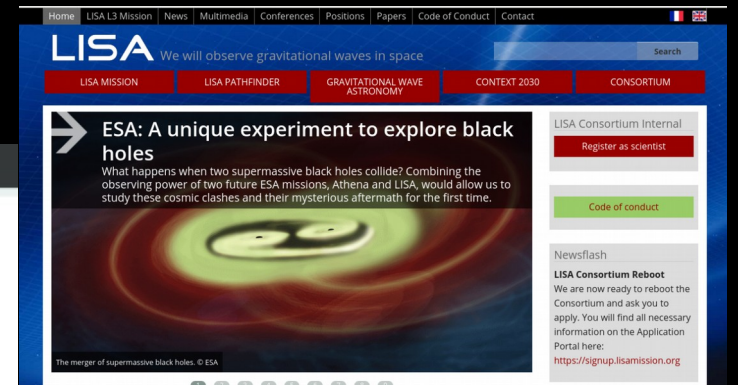 Home LISA L3 Mission News Multimedia Conferences Positions Papers Code of Conduct Contact
LISA We will observe gravitational waves in space
Search
LISA MISSION LISA PATHFINDER GRAVITATIONAL WAVE ASTRONOMY CONTEXT 2030 CONSORTIUM
ESA: A unique experiment to explore black
holes
What happens when two supermassive black holes collide? Combining the
observing power of two future ESA missions, Athena and LISA, would allow us to
study these cosmic clashes and their mysterious aftermath for the first time.
The merger of supermassive black holes. © ESA
LISA Consortium Internal
Register as scientist
Code of conduct
Newsflash
LISA Consortium Reboot
We are now ready to reboot the
Consortium and ask you to
apply. You will find all necessary
information on the Application
Portal here:
https://signup.lisamission.org